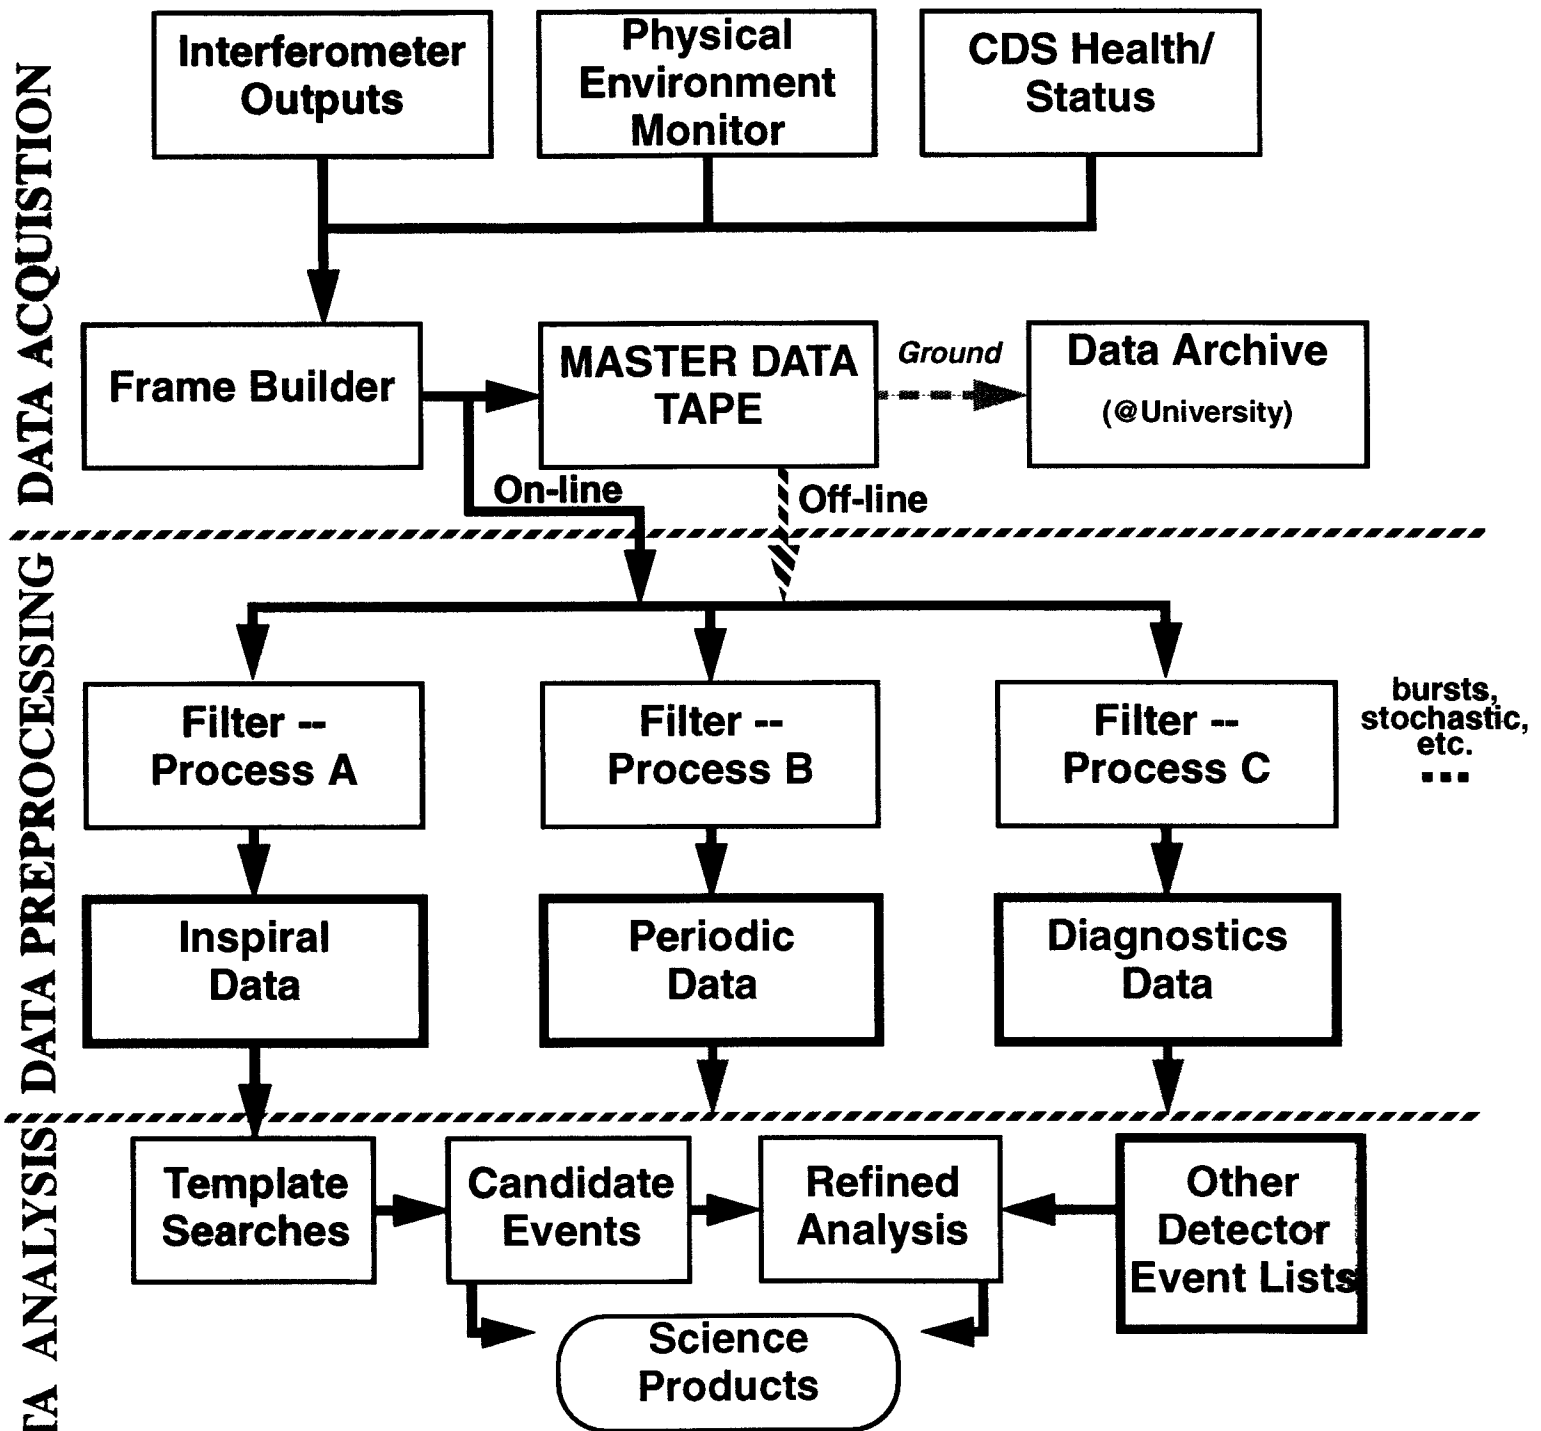 Interferometer
Outputs
Physical
Environment
Monitor
CDS Health/
Status
DATA ACQUISTION
Frame Builder
MASTER DATA
TAPE
Ground
Data Archive
(@University)
On-line
Off-line
DATA PREPROCESSING
Filter --
Process A
Filter --
Process B
Filter --
Process C
bursts,
stochastic,
etc.
...
Inspiral
Data
Periodic
Data
Diagnostics
Data
TA ANALYSIS
Template
Searches
Candidate
Events
Refined
Analysis
Other
Detector
Event Lists
Science
Products